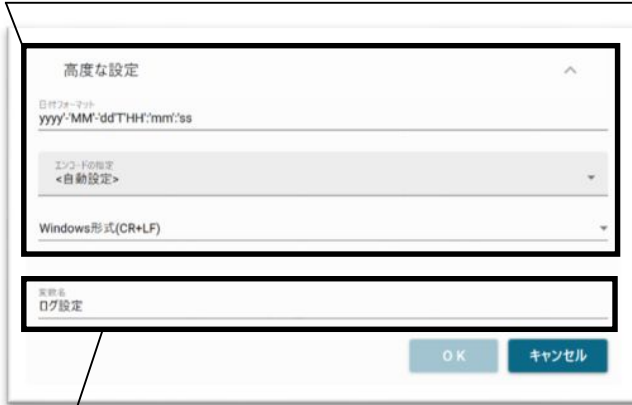 高度な設定
日付フォーマット
yyyy'-'MM'-'dd'T'HH':'mm':'ss
エンコードの指定
<自動設定>
Windows形式(CR+LF)
変数名
ログ設定
OK
キャンセル